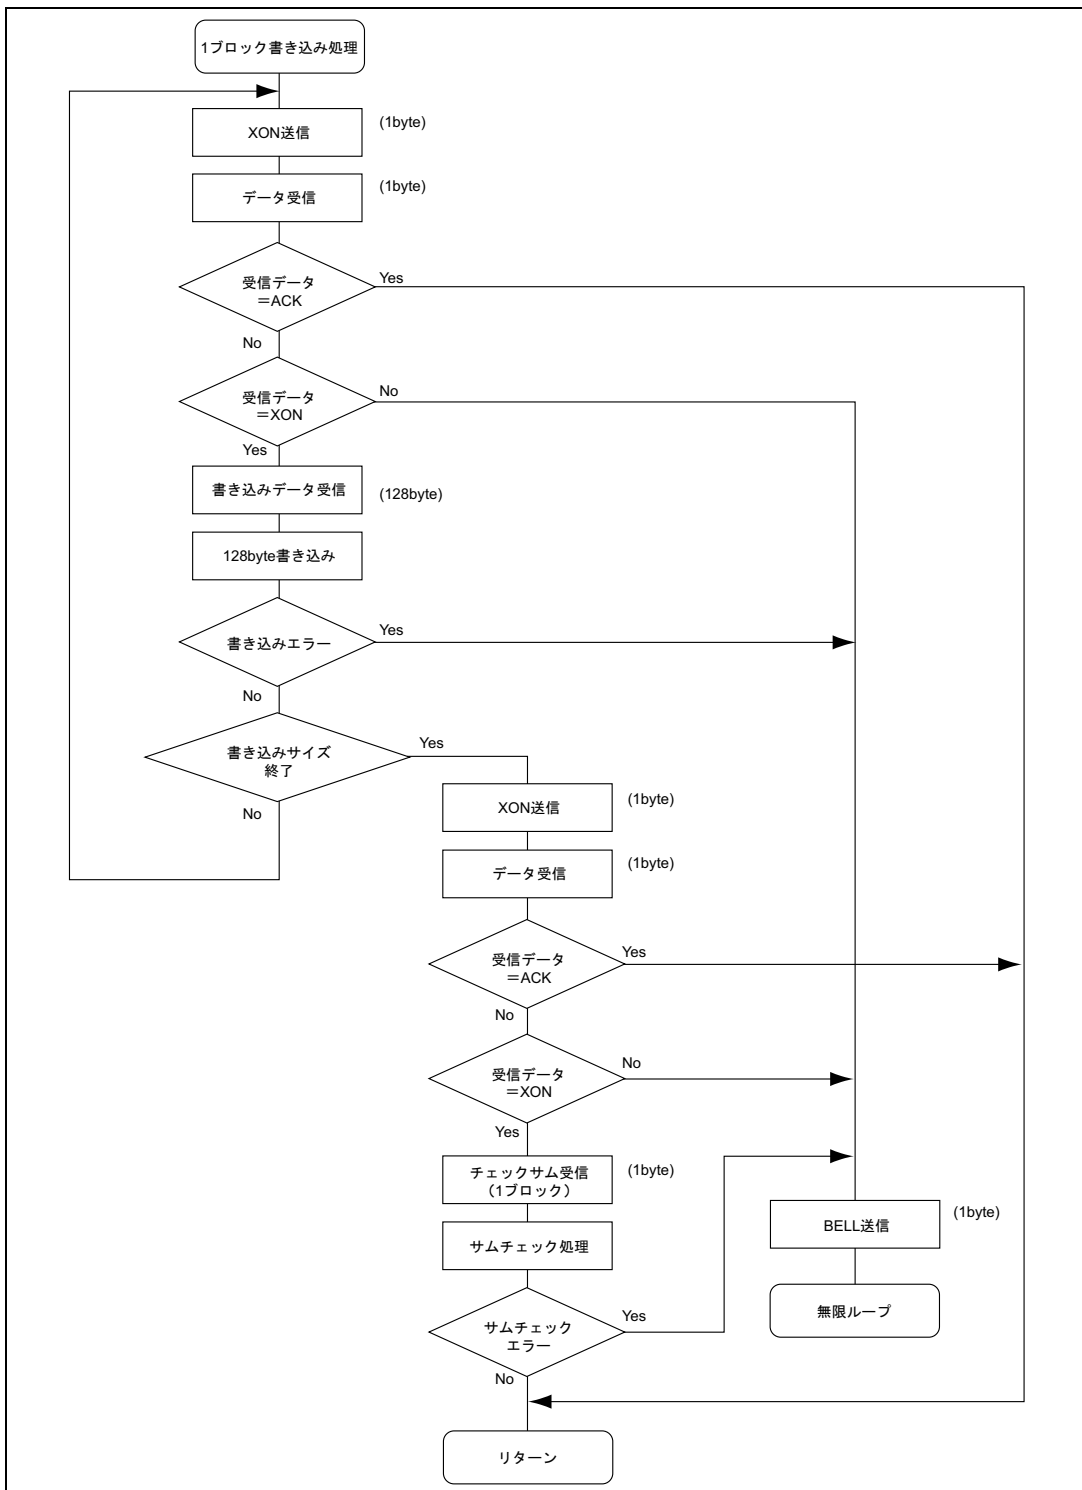 1ブロック書き込み処理
XON送信
(1byte)
データ受信
(1byte)
受信データ
＝ACK
Yes
No
受信データ
＝XON
No
Yes
書き込みデータ受信
(128byte)
128byte書き込み
書き込みエラー
Yes
No
書き込みサイズ
終了
Yes
No
XON送信
(1byte)
データ受信
(1byte)
受信データ
＝ACK
Yes
No
受信データ
＝XON
No
Yes
チェックサム受信
（1ブロック）
(1byte)
サムチェック処理
サムチェック
エラー
Yes
No
BELL送信
(1byte)
無限ループ
リターン